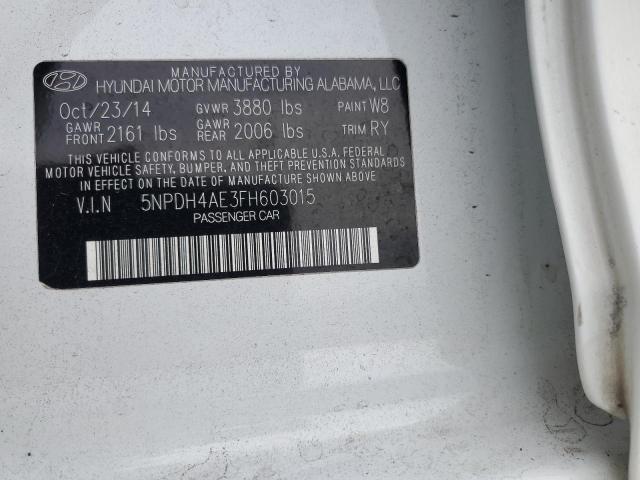 MANUFACTURED BY
HYUNDAI MOTOR MANUFACTURING ALABAMA, LLC
Oct/23/14 GVWR 3880 lbs PAINT W8
GAWR FRONT 2161 lbs GAWR REAR 2006 lbs TRIM RY
THIS VEHICLE CONFORMS TO ALL APPLICABLE U.S.A. FEDERAL
MOTOR VEHICLE SAFETY, BUMPER, AND THEFT PREVENTION STANDARDS
IN EFFECT ON THE DATE OF MANUFACTURE SHOWN ABOVE.
V.I.N 5NPDH4AE3FH603015
PASSENGER CAR